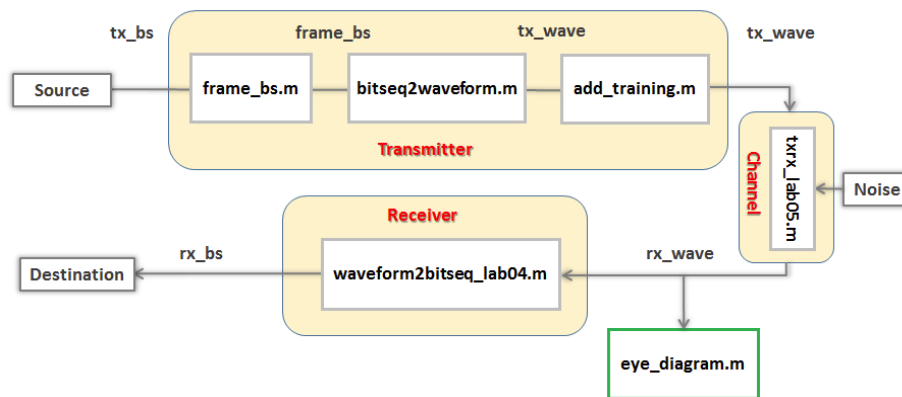 tx_bs
frame_bs
tx_wave
tx_wave
Source
frame_bs.m
bitseq2waveform.m
add_training.m
Transmitter
Channel
txrx_lab05.m
Noise
Receiver
rx_bs
rx_wave
Destination
waveform2bitseq_lab04.m
eye_diagram.m